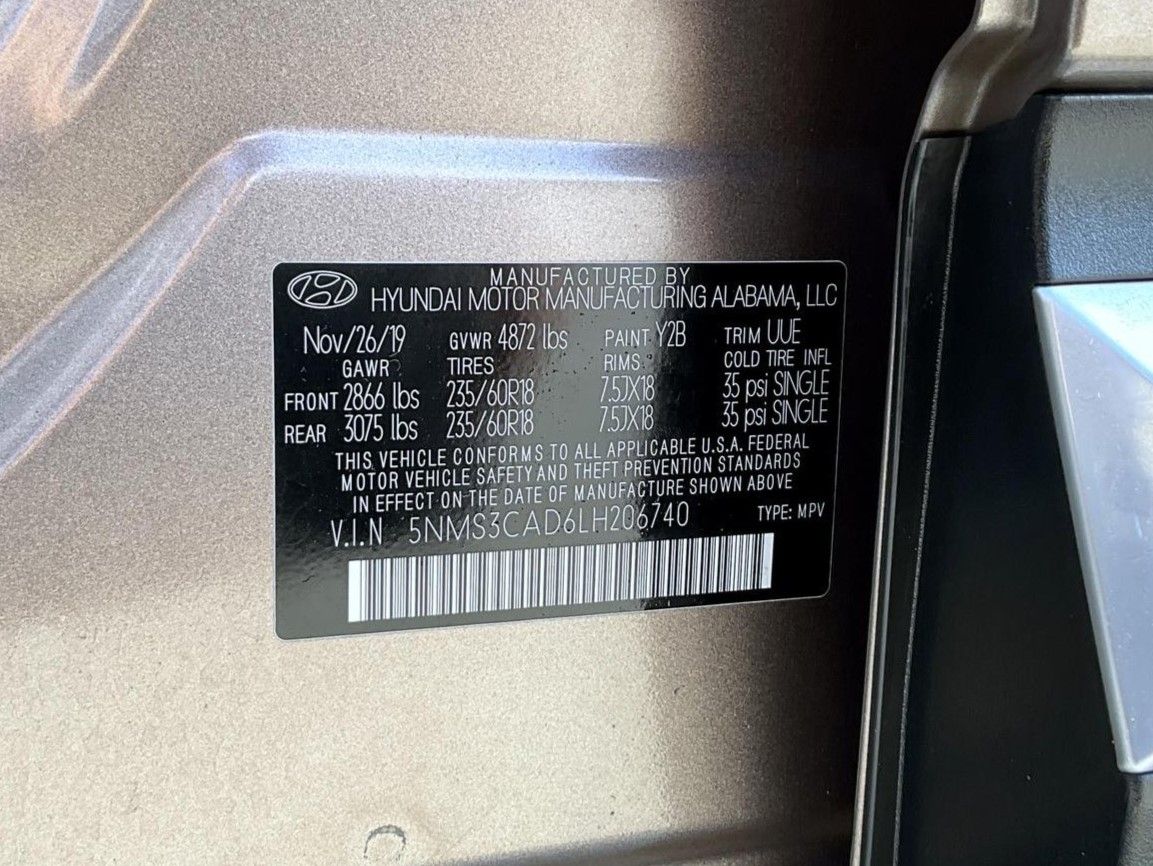 MANUFACTURED BY
HYUNDAI MOTOR MANUFACTURING ALABAMA, LLC
Nov/26/19 GVWR 4872 lbs PAINT Y2B TRIM UUE
GAWR TIRES RIMS COLD TIRE INFL
FRONT 2866 lbs 235/60R18 7.5JX18 35 psi SINGLE
REAR 3075 lbs 235/60R18 7.5JX18 35 psi SINGLE
THIS VEHICLE CONFORMS TO ALL APPLICABLE U.S.A. FEDERAL
MOTOR VEHICLE SAFETY AND THEFT PREVENTION STANDARDS
IN EFFECT ON THE DATE OF MANUFACTURE SHOWN ABOVE
V.I.N 5NMS3CAD6LH206740 TYPE: MPV